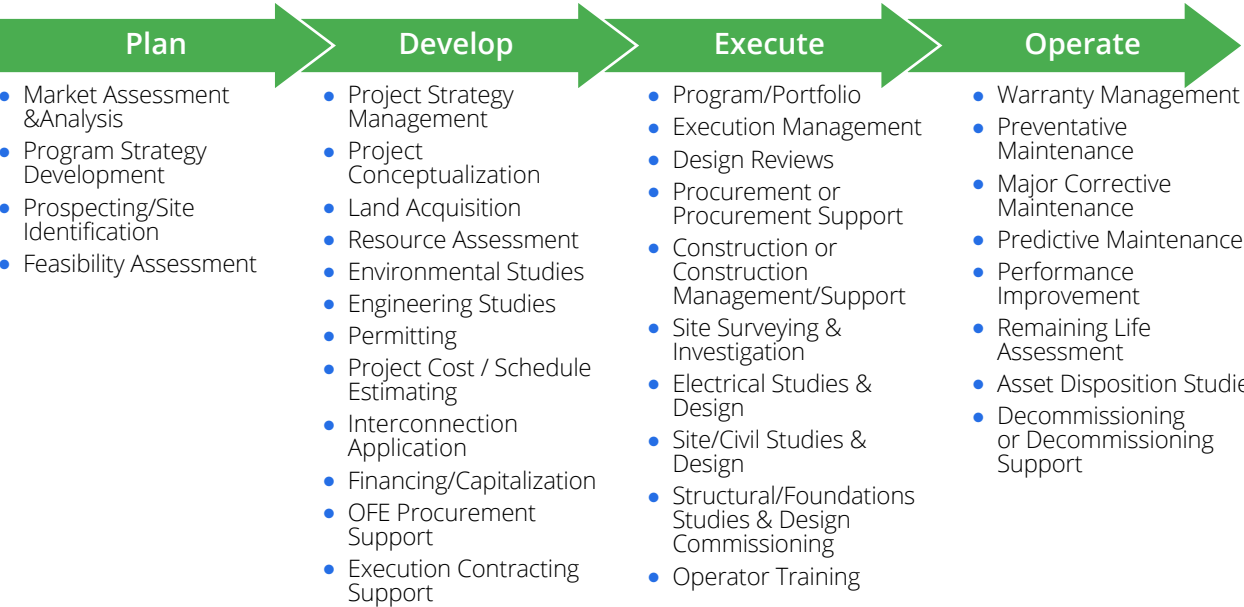 Plan
Market Assessment
&Analysis
Program Strategy
Development
Prospecting/Site
Identification
Feasibility Assessment
Develop
Project Strategy
Management
Project
Conceptualization
Land Acquisition
Resource Assessment
Environmental Studies
Engineering Studies
Permitting
Project Cost / Schedule
Estimating
Interconnection
Application
Financing/Capitalization
OFE Procurement
Support
Execution Contracting
Support
Execute
Program/Portfolio
Execution Management
Design Reviews
Procurement or
Procurement Support
Construction or
Construction
Management/Support
Site Surveying &
Investigation
Electrical Studies &
Design
Site/Civil Studies &
Design
Structural/Foundations
Studies & Design
Commissioning
Operator Training
Operate
Warranty Management
Preventative
Maintenance
Major Corrective
Maintenance
Predictive Maintenance
Performance
Improvement
Remaining Life
Assessment
Asset Disposition Studie
Decommissioning
or Decommissioning
Support